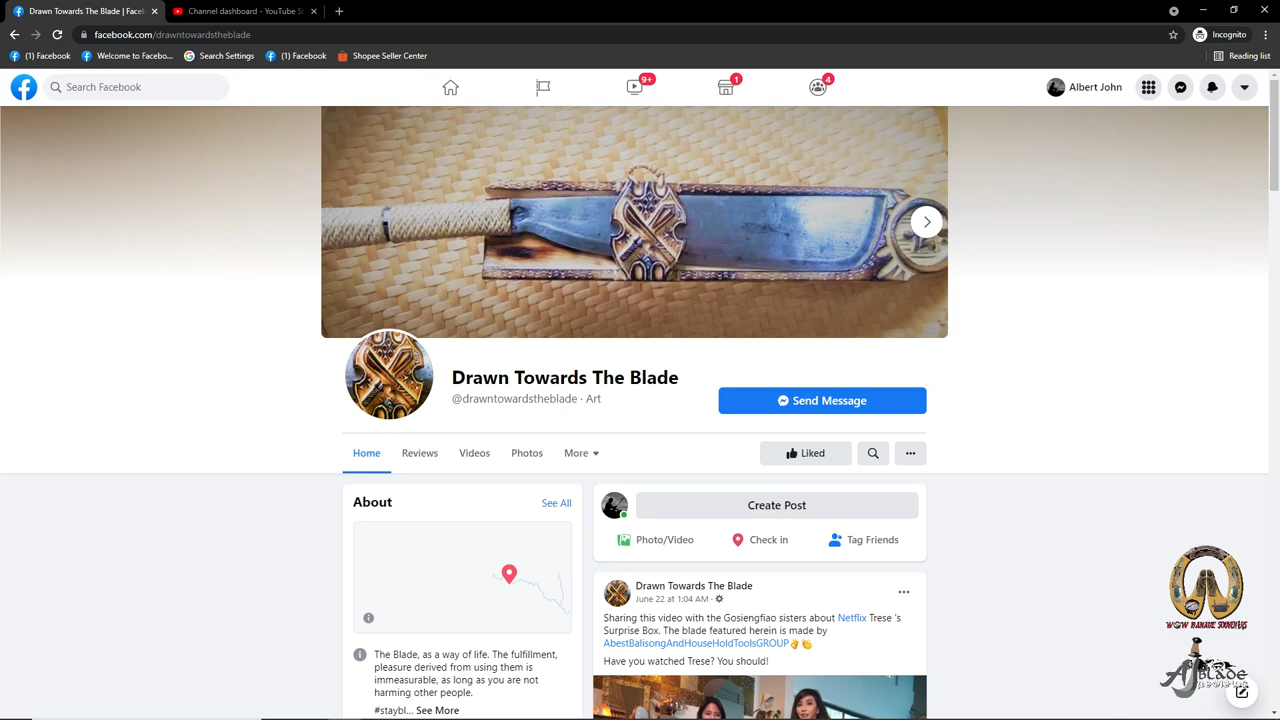 Drawn Towards The Blade | Faceb
Channel dashboard - YouTube St
Incognito
facebook.com/drawntowardstheblade
(1) Facebook
Welcome to Facebo...
Search Settings
(1) Facebook
Shopee Seller Center
Reading list
Search Facebook
9+
1
4
Albert John
Drawn Towards The Blade
@drawntowardstheblade · Art
Send Message
Home
Reviews
Videos
Photos
More
Liked
About
See All
Create Post
Photo/Video
Check in
Tag Friends
Drawn Towards The Blade
June 22 at 1:04 AM ·
Sharing this video with the Gosiengfiao sisters about Netflix Trese 's
Surprise Box. The blade featured herein is made by
AbestBalisongAndHouseHoldToolsGROUP
Have you watched Trese? You should!
The Blade, as a way of life. The fulfillment,
pleasure derived from using them is
immeasurable, as long as you are not
harming other people.
#staybl... See More
BLADE